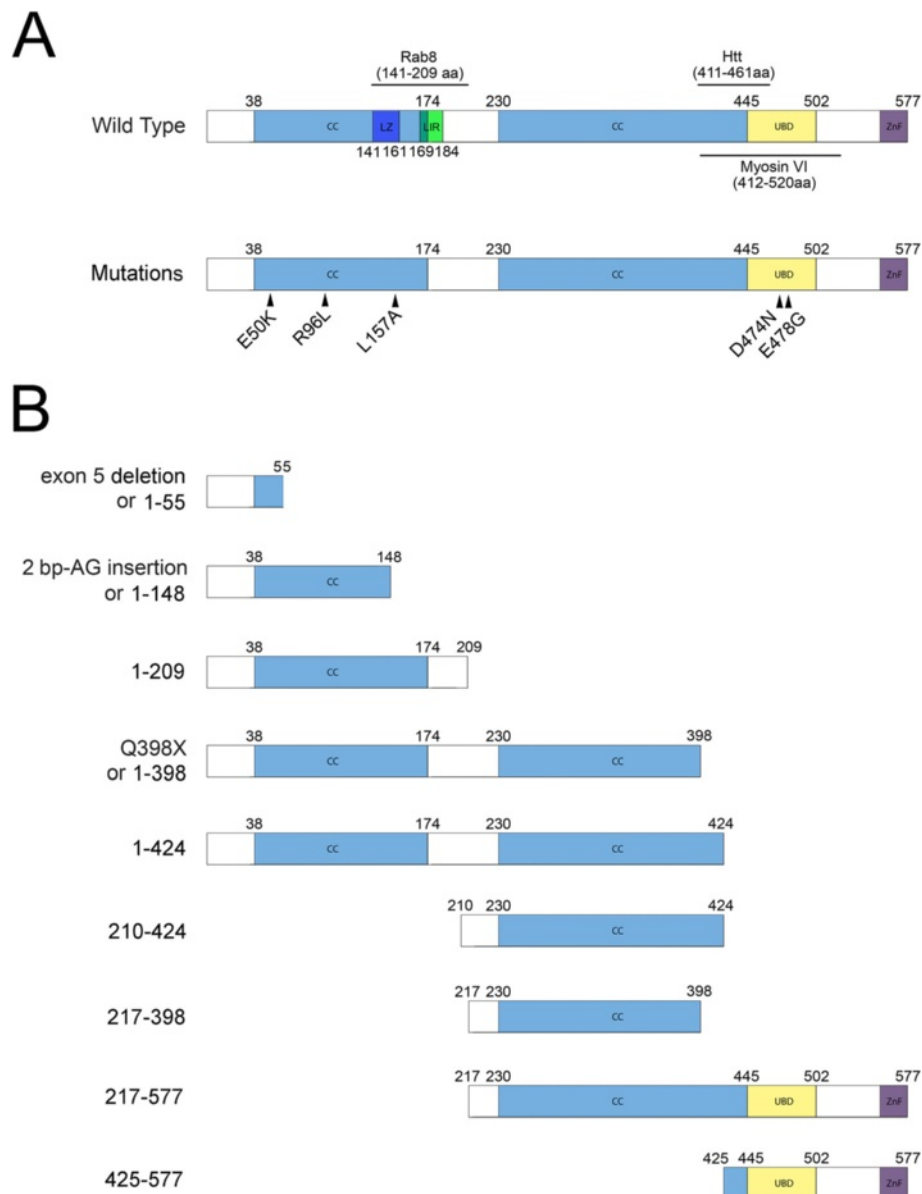 A
Rab8
(141-209 aa)
Htt
(411-461aa)
38
174
230
445
502
577
Wild Type
CC
LZ
LIR
CC
UBD
ZnF
141161169184
Myosin VI
(412-520aa)
38
174
230
445
502
577
Mutations
CC
CC
UBD
ZnF
E50K
R96L
L157A
D474N
E478G
B
55
exon 5 deletion
or 1-55
38
148
2 bp-AG insertion
or 1-148
CC
38
174
209
1-209
CC
38
174
230
398
Q398X
or 1-398
CC
CC
38
174
230
424
1-424
CC
CC
210
230
424
210-424
CC
217
230
398
217-398
CC
217
230
445
502
577
217-577
CC
UBD
ZnF
425
445
502
577
425-577
UBD
ZnF